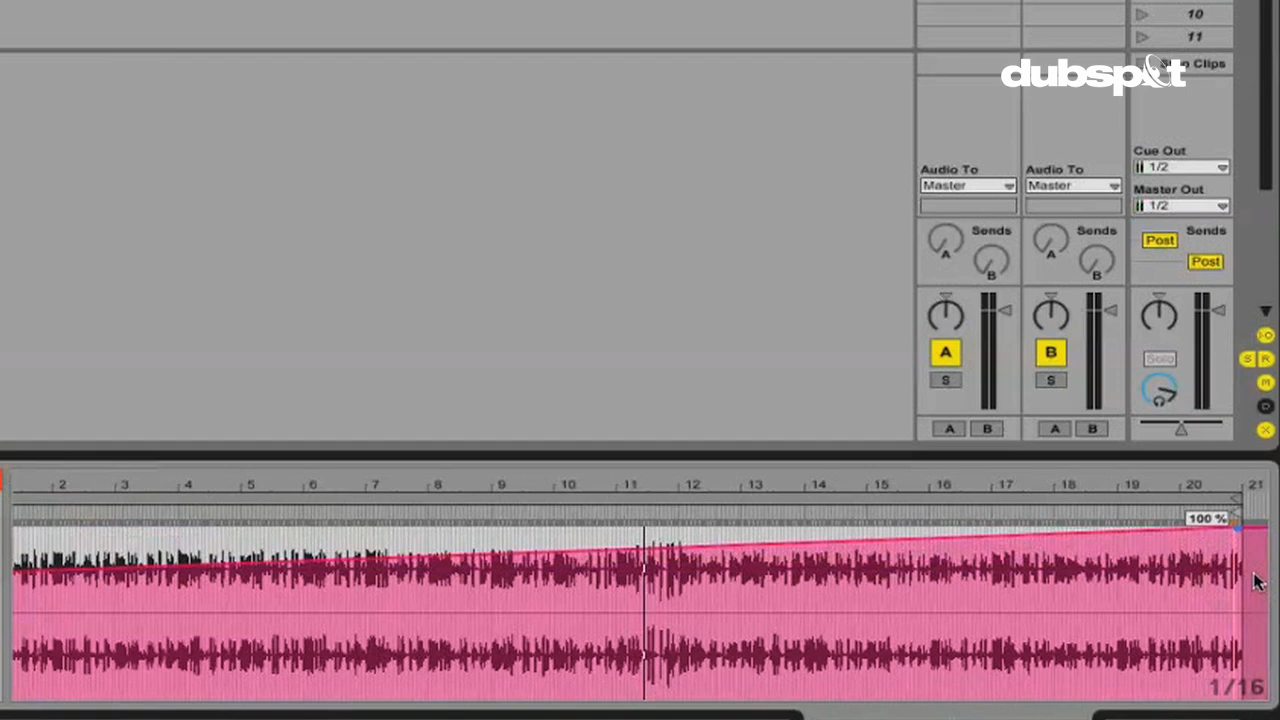 10
11
dubspot
Stop Clips
Cue Out
Audio To Audio To 1/2
Master Master Master Out
1/2
Sends Sends Sends
A A Post
B B Post
A B Solo
S S S R
M
D
X
A B A B
2 3 4 5 6 7 8 9 10 11 12 13 14 15 16 17 18 19 20 21
100 %
1/16